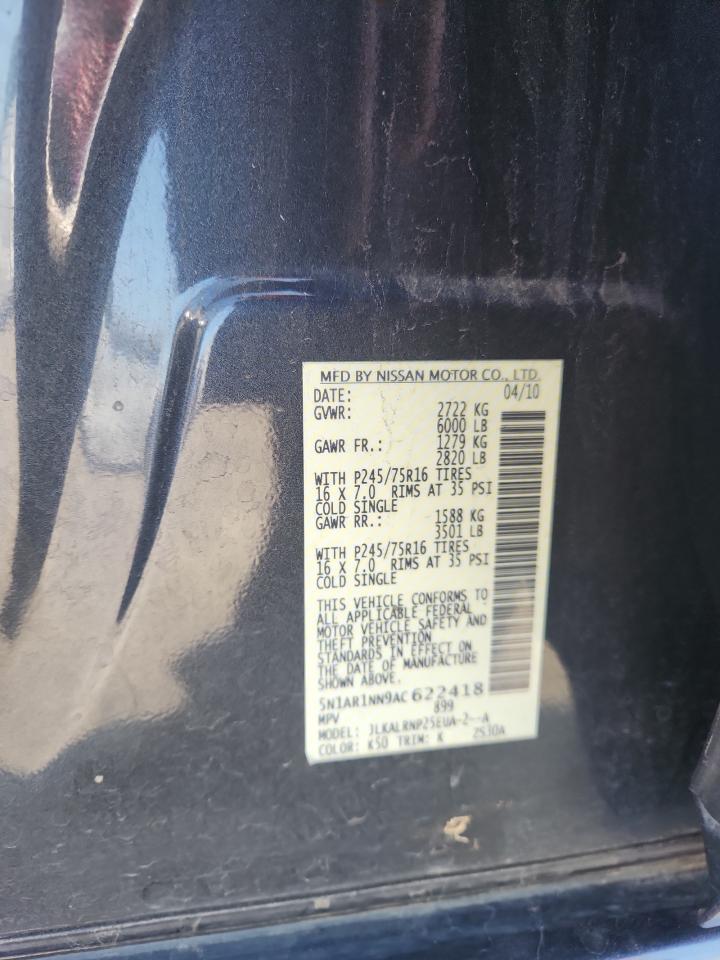 MFD BY NISSAN MOTOR CO., LTD.
DATE: 04/10
GVWR: 2722 KG
6000 LB
GAWR FR.: 1279 KG
2820 LB
WITH P245/75R16 TIRES
16 X 7.0 RIMS AT 35 PSI
COLD SINGLE
GAWR RR.: 1588 KG
3501 LB
WITH P245/75R16 TIRES
16 X 7.0 RIMS AT 35 PSI
COLD SINGLE
THIS VEHICLE CONFORMS TO
ALL APPLICABLE FEDERAL
MOTOR VEHICLE SAFETY AND
THEFT PREVENTION
STANDARDS IN EFFECT ON
THE DATE OF MANUFACTURE
SHOWN ABOVE.
5N1AR1NN9AC 622418
MPV 899
MODEL: JLKALRNP25EUA-2--A
COLOR: K50 TRIM: K 2S30A